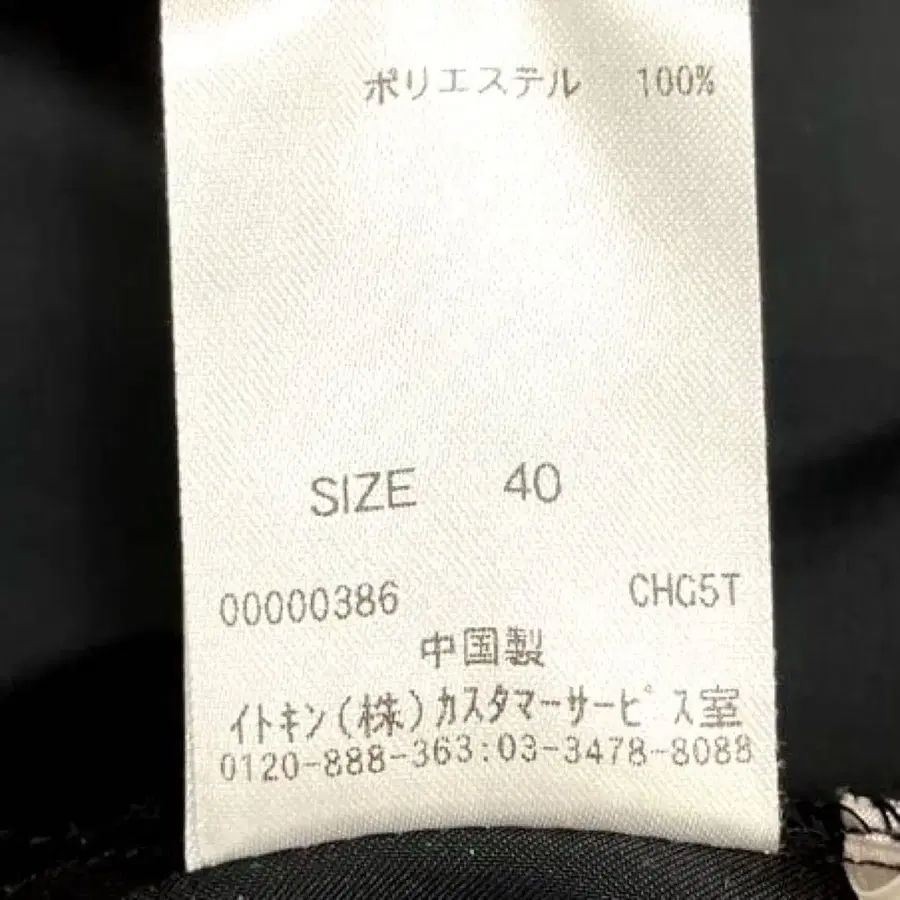 ポリエステル 100%
SIZE 40
00000386 CHG5T
中国製
イトキン(株)カスタマーサービス室
0120-888-363:03-3478-8088